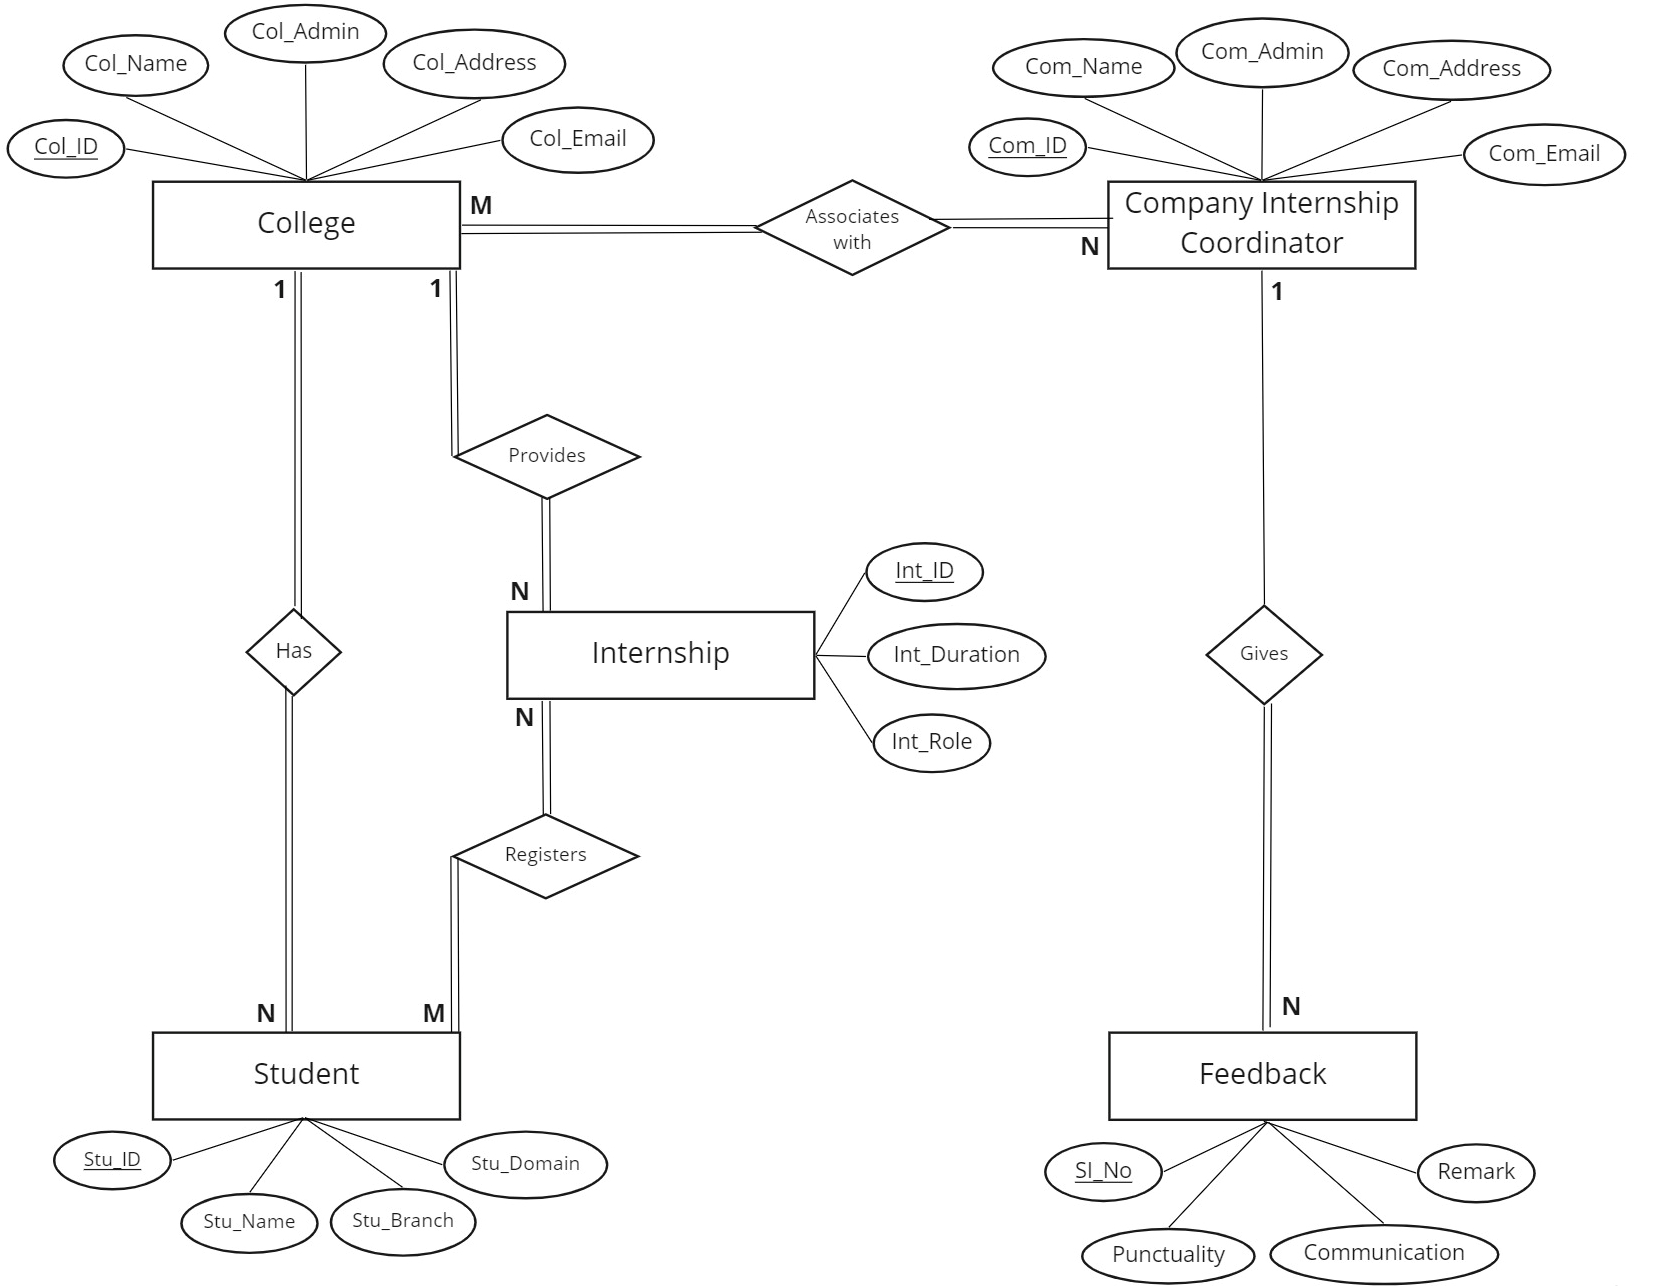 Col_Admin
Col_Name
Col_Address
Col_ID
Col_Email
College
Com_Admin
Com_Name
Com_Address
Com_ID
Com_Email
Company Internship
Coordinator
M
Associates
with
N
1
1
1
Provides
N
Int_ID
Has
Internship
Int_Duration
Gives
N
Int_Role
Registers
N
M
N
Student
Feedback
Stu_ID
Stu_Domain
Stu_Name
Stu_Branch
SI_No
Remark
Punctuality
Communication